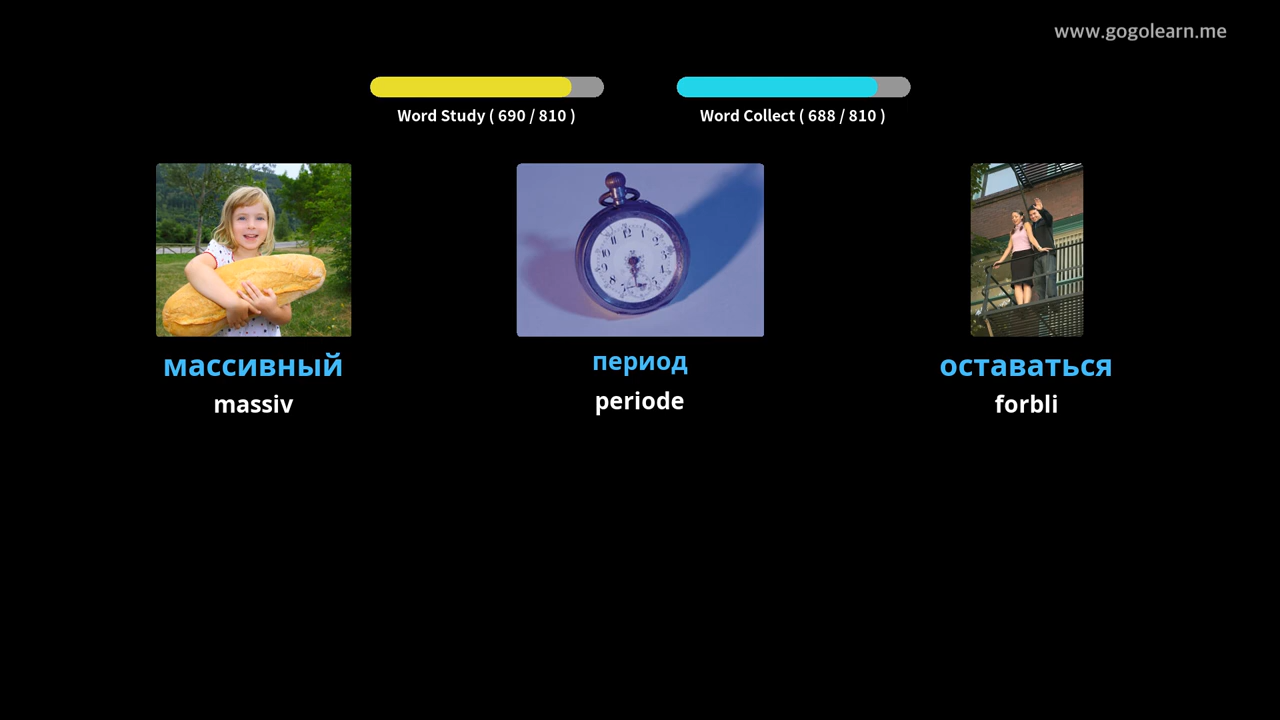 www.gogolearn.me
Word Study ( 690 / 810 )
Word Collect ( 688 / 810 )
массивный
период
оставаться
massiv
periode
forbli